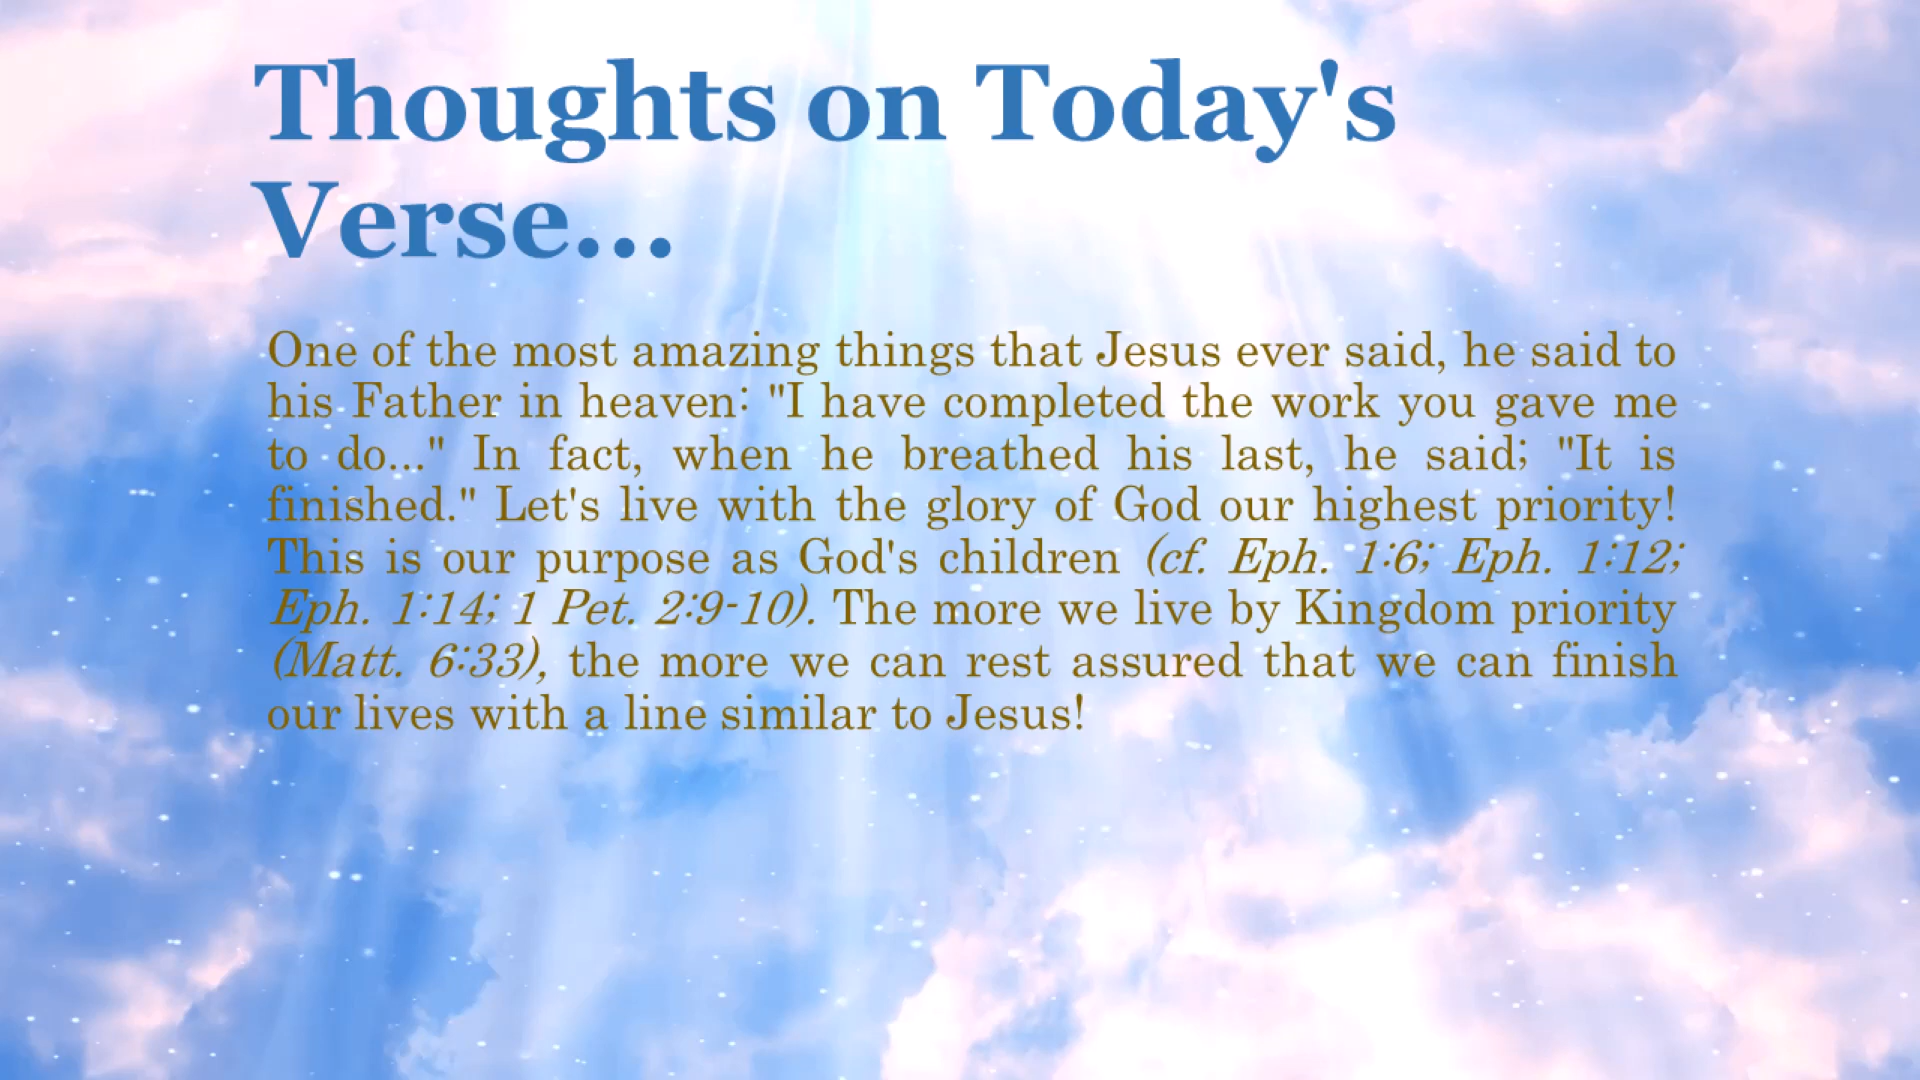 Thoughts on Today's
Verse...
One of the most amazing things that Jesus ever said, he said to
his Father in heaven: "I have completed the work you gave me
to do..." In fact, when he breathed his last, he said; "It is
finished." Let's live with the glory of God our highest priority!
This is our purpose as God's children (cf. Eph. 1:6; Eph. 1:12;
Eph. 1:14; 1 Pet. 2:9-10). The more we live by Kingdom priority
(Matt. 6:33), the more we can rest assured that we can finish
our lives with a line similar to Jesus!